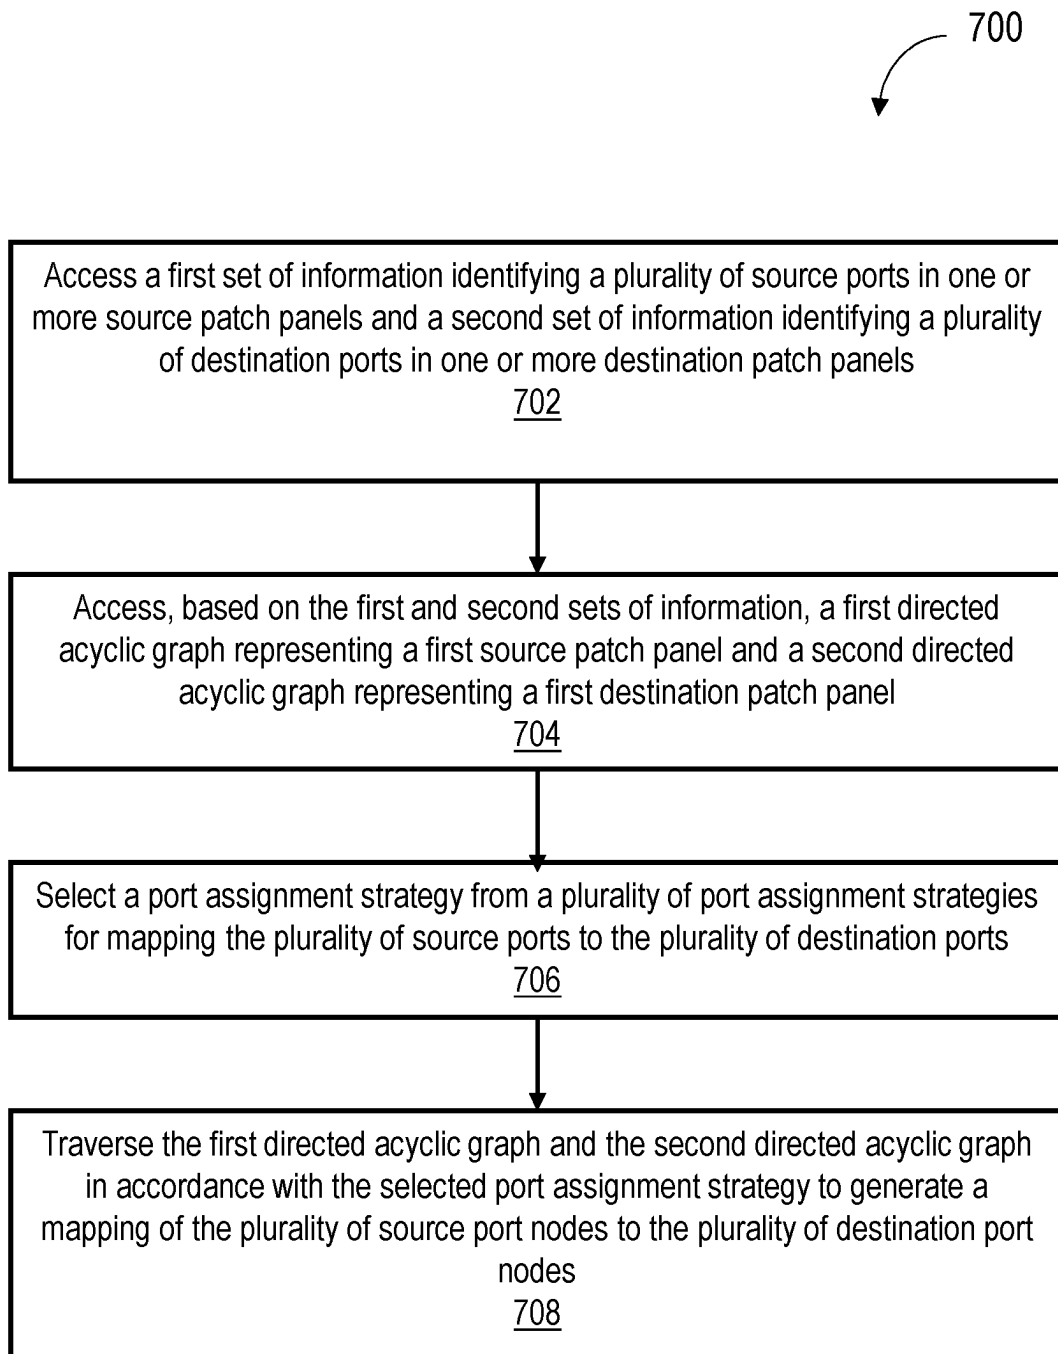 700
Access a first set of information identifying a plurality of source ports in one or
more source patch panels and a second set of information identifying a plurality
of destination ports in one or more destination patch panels
702
Access, based on the first and second sets of information, a first directed
acyclic graph representing a first source patch panel and a second directed
acyclic graph representing a first destination patch panel
704
Select a port assignment strategy from a plurality of port assignment strategies
for mapping the plurality of source ports to the plurality of destination ports
706
Traverse the first directed acyclic graph and the second directed acyclic graph
in accordance with the selected port assignment strategy to generate a
mapping of the plurality of source port nodes to the plurality of destination port
nodes
708